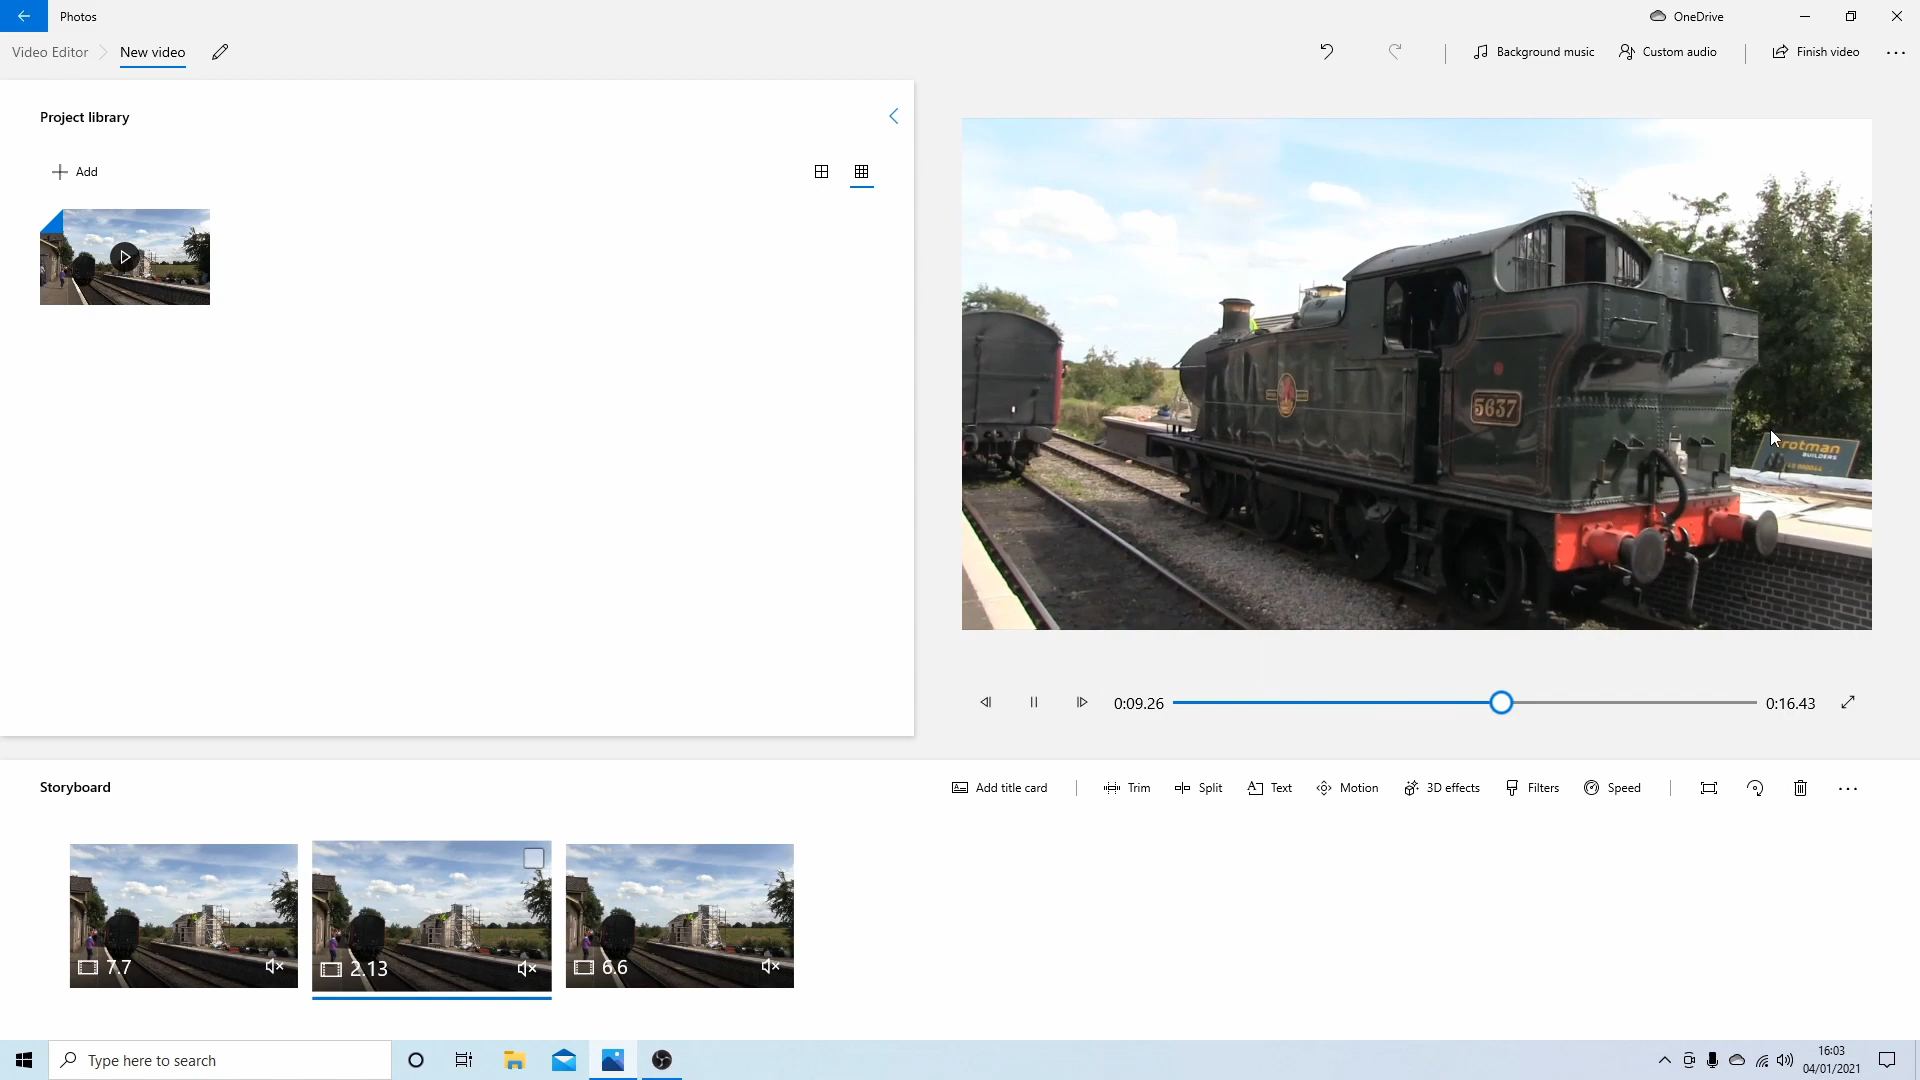 Photos
OneDrive
Video Editor
New video
Background music
Custom audio
Finish video
Project library
Add
5637
BUILDERS
0:09.26
0:16.43
Storyboard
Add title card
Trim
Split
Text
Motion
3D effects
Filters
Speed
7.7
2.13
6.6
Type here to search
16:03
04/01/2021